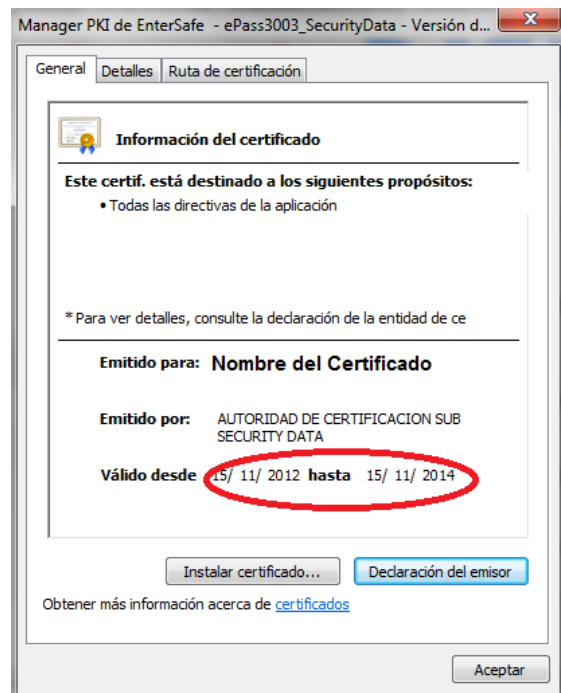 Manager PKI de EnterSafe - ePass3003_SecurityData - Versión d...
General Detalles Ruta de certificación
Información del certificado
Este certif. está destinado a los siguientes propósitos:
• Todas las directivas de la aplicación
* Para ver detalles, consulte la declaración de la entidad de ce
Emitido para: Nombre del Certificado
Emitido por: AUTORIDAD DE CERTIFICACION SUB
SECURITY DATA
Válido desde 15/ 11/ 2012 hasta 15/ 11/ 2014
Instalar certificado... Declaración del emisor
Obtener más información acerca de certificados
Aceptar